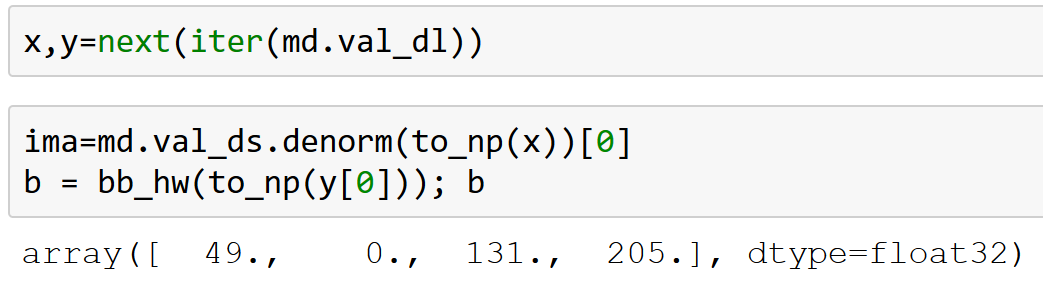 x,y=next(iter(md.val_dl))
ima=md.val_ds.denorm(to_np(x))[0]
b = bb_hw(to_np(y[0])); b
array([  49.,    0.,  131.,  205.], dtype=float32)